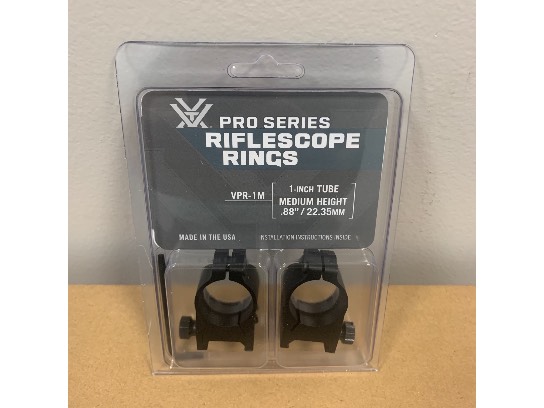 PRO SERIES
RIFLESCOPE
RINGS
VPR-1M
1-INCH TUBE
MEDIUM HEIGHT
.88"/22.35MM
MADE IN THE USA
INSTALLATION INSTRUCTIONS INSIDE